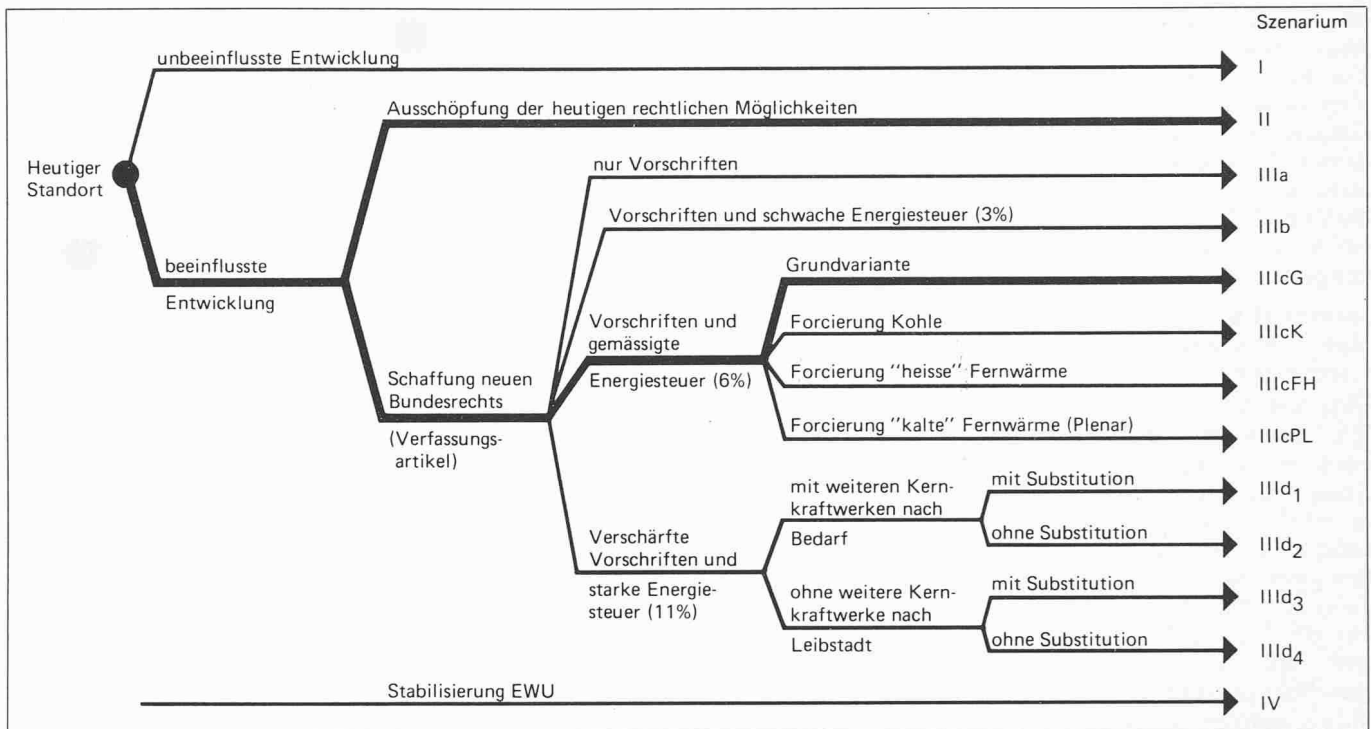 Szenarium
unbeeinflusste Entwicklung
I
Ausschöpfung der heutigen rechtlichen Möglichkeiten
II
Heutiger
Standort
nur Vorschriften
IIIa
Vorschriften und schwache Energiesteuer (3%)
IIIb
beeinflusste
Entwicklung
Grundvariante
IIIcG
Vorschriften und
gemässigte
Energiesteuer (6%)
Forcierung Kohle
IIIcK
Forcierung "heisse" Fernwärme
IIIcFH
Schaffung neuen
Bundesrechts
(Verfassungs-
artikel)
Forcierung "kalte" Fernwärme (Plenar)
IIIcPL
Verschärfte
Vorschriften und
starke Energie-
steuer (11%)
mit weiteren Kern-
kraftwerken nach
Bedarf
mit Substitution
IIId1
ohne Substitution
IIId2
ohne weitere Kern-
kraftwerke nach
Leibstadt
mit Substitution
IIId3
ohne Substitution
IIId4
Stabilisierung EWU
IV